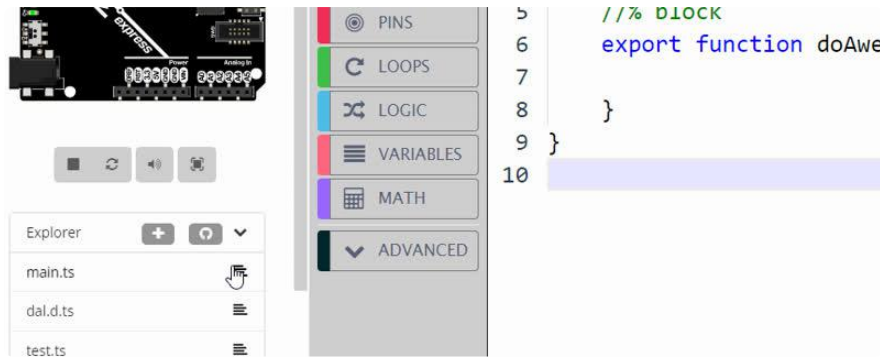 express
Power
Analog In
Explorer
main.ts
dal.d.ts
test.ts
PINS
LOOPS
LOGIC
VARIABLES
MATH
ADVANCED
5 //% block
6 export function doAwe
7
8 }
9 }
10